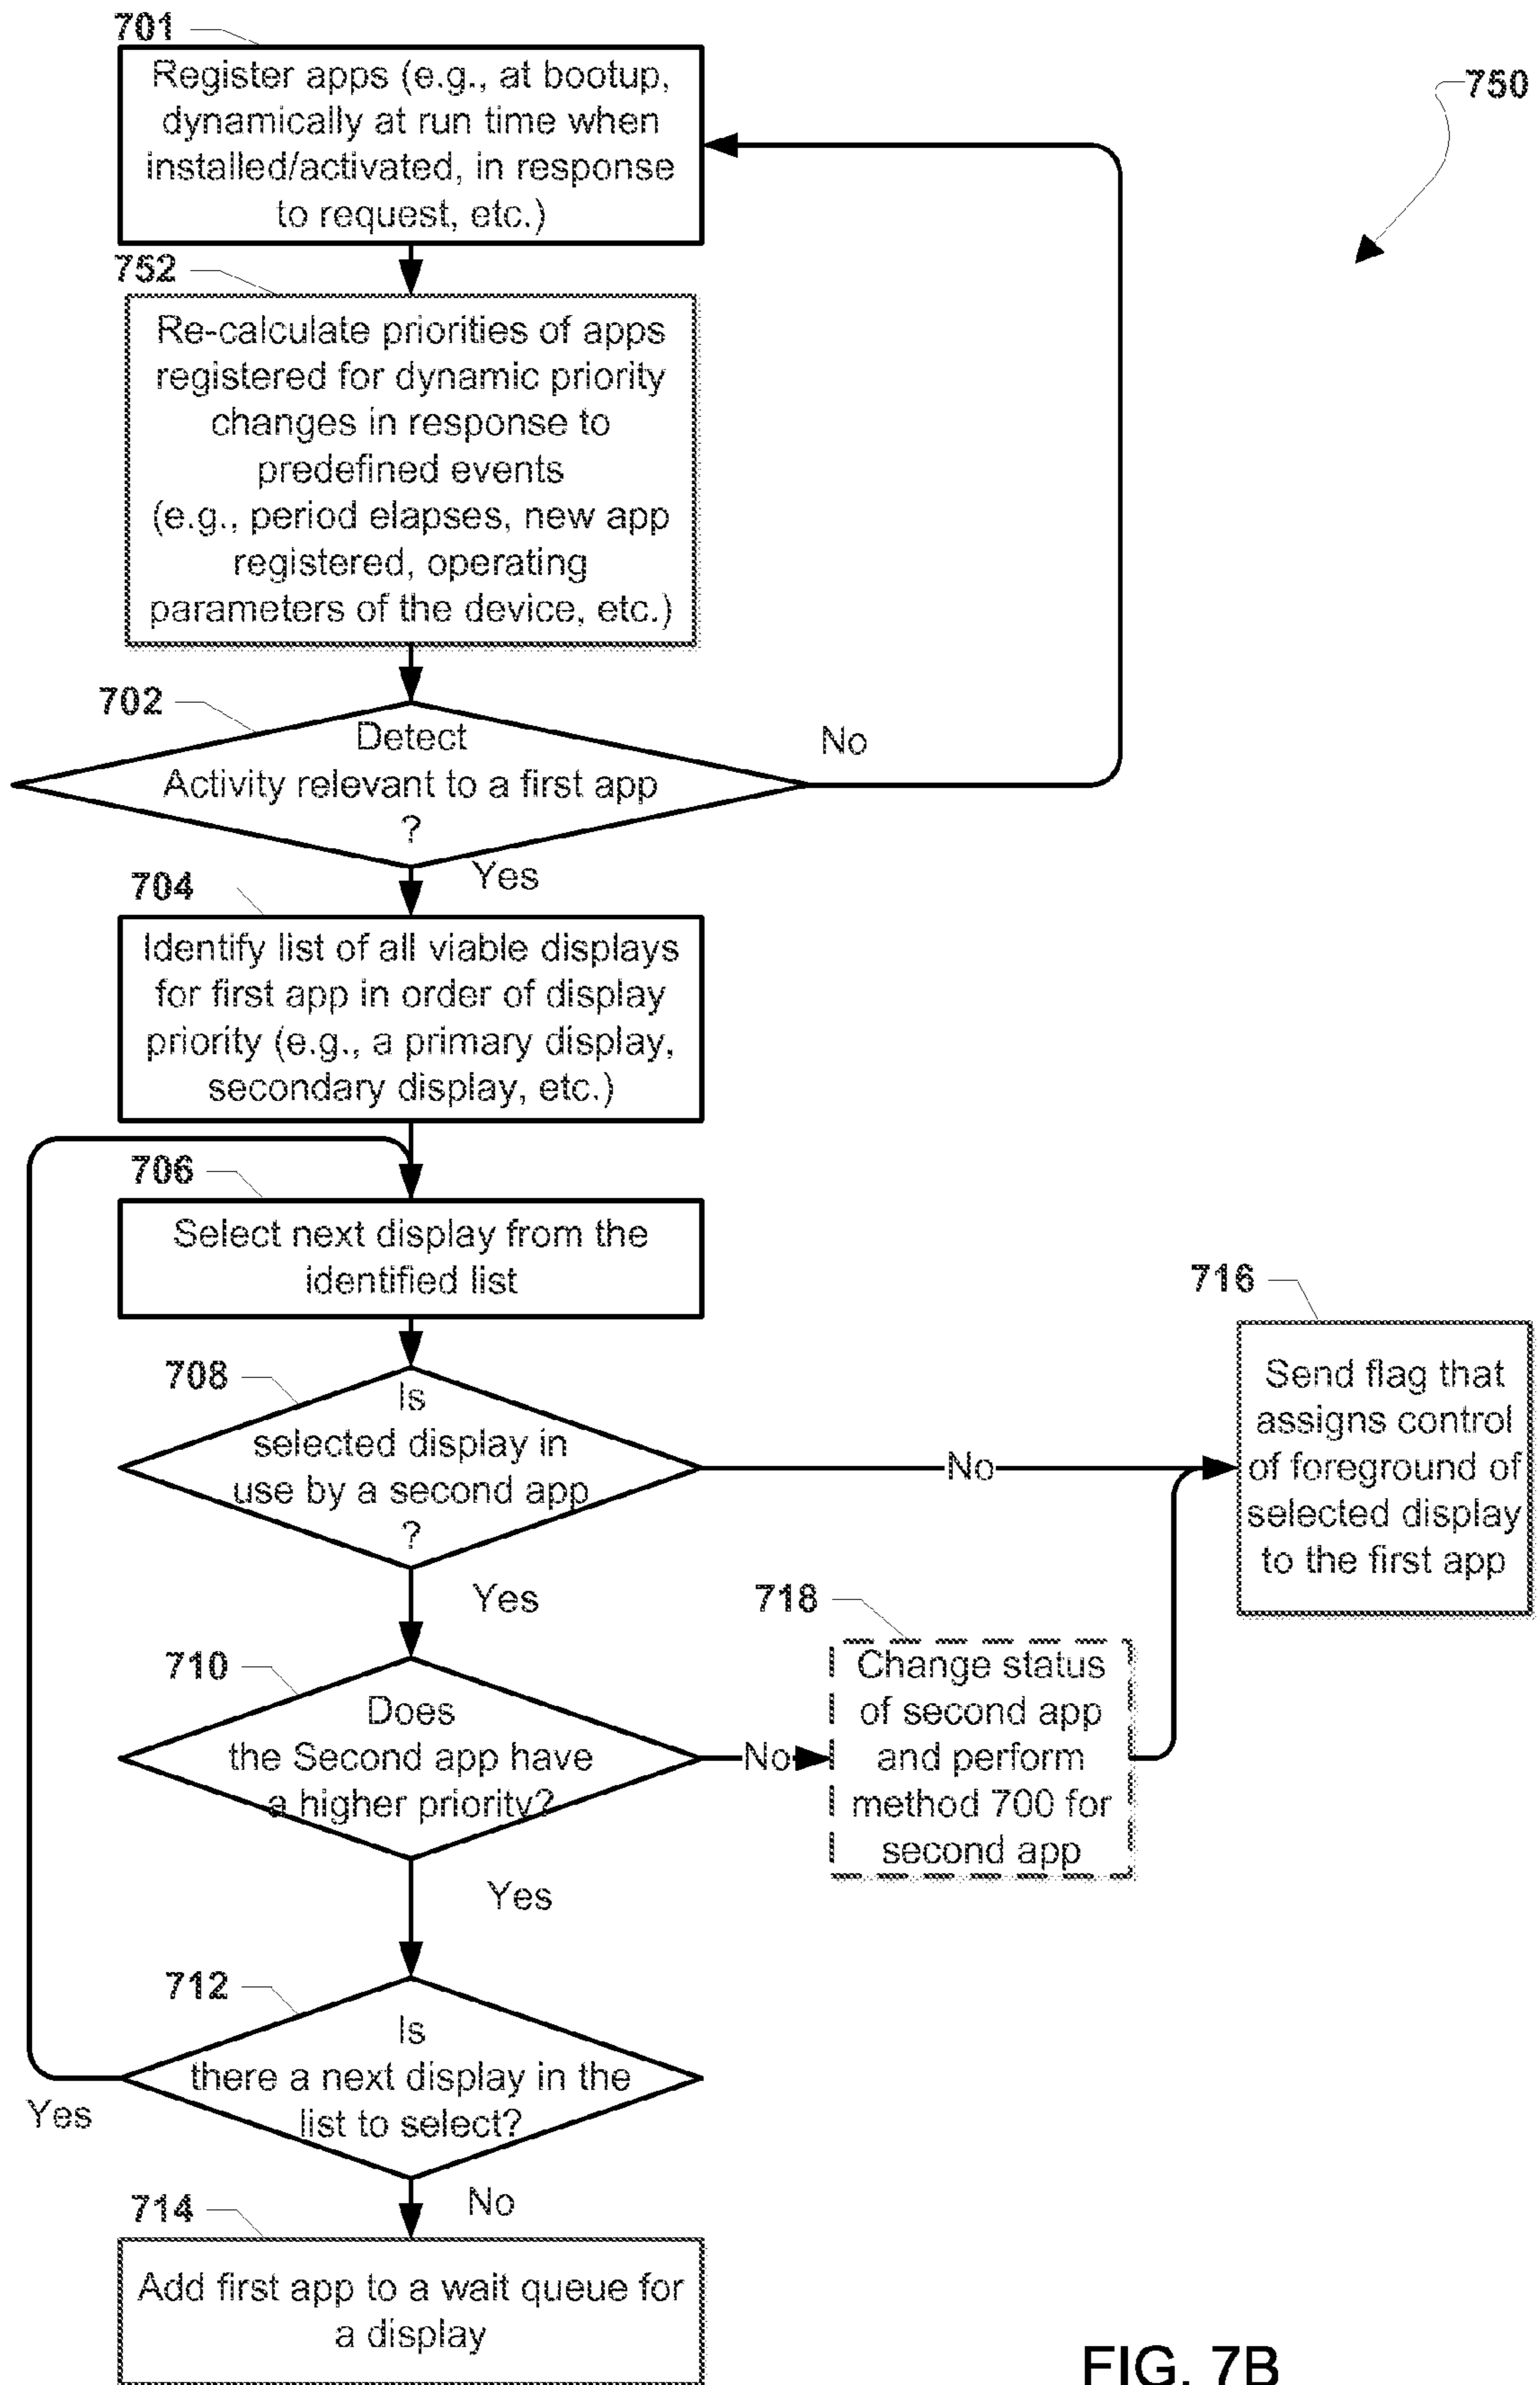 701
750
Register apps (e.g., at bootup,
dynamically at run time when
installed/activated, in response
to request, etc.)
752
Re-calculate priorities of apps
registered for dynamic priority
changes in response to
predefined events
(e.g., period elapses, new app
registered, operating
parameters of the device, etc.)
702
Detect
Activity relevant to a first app
?
No
Yes
704
Identify list of all viable displays
for first app in order of display
priority (e.g., a primary display,
secondary display, etc.)
706
Select next display from the
identified list
708
Is
selected display in
use by a second app
?
No
716
Send flag that
assigns control
of foreground of
selected display
to the first app
Yes
710
Does
the Second app have
a higher priority?
No
718
Change status
of second app
and perform
method 700 for
second app
Yes
712
Is
there a next display in the
list to select?
Yes
No
714
Add first app to a wait queue for
a display
FIG. 7B